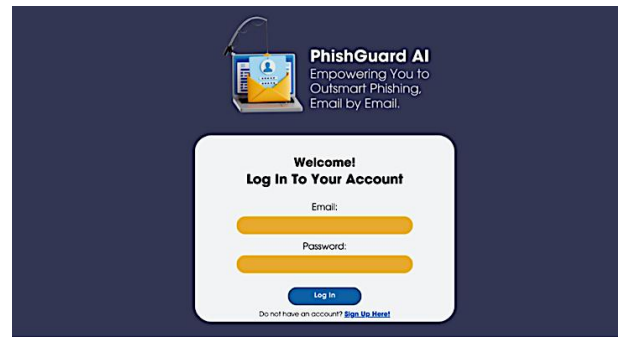 PhishGuard AI
Empowering You to
Outsmart Phishing,
Email by Email.
Welcome!
Log In To Your Account
Email:
Password:
Log In
Do not have an account? Sign Up Here!